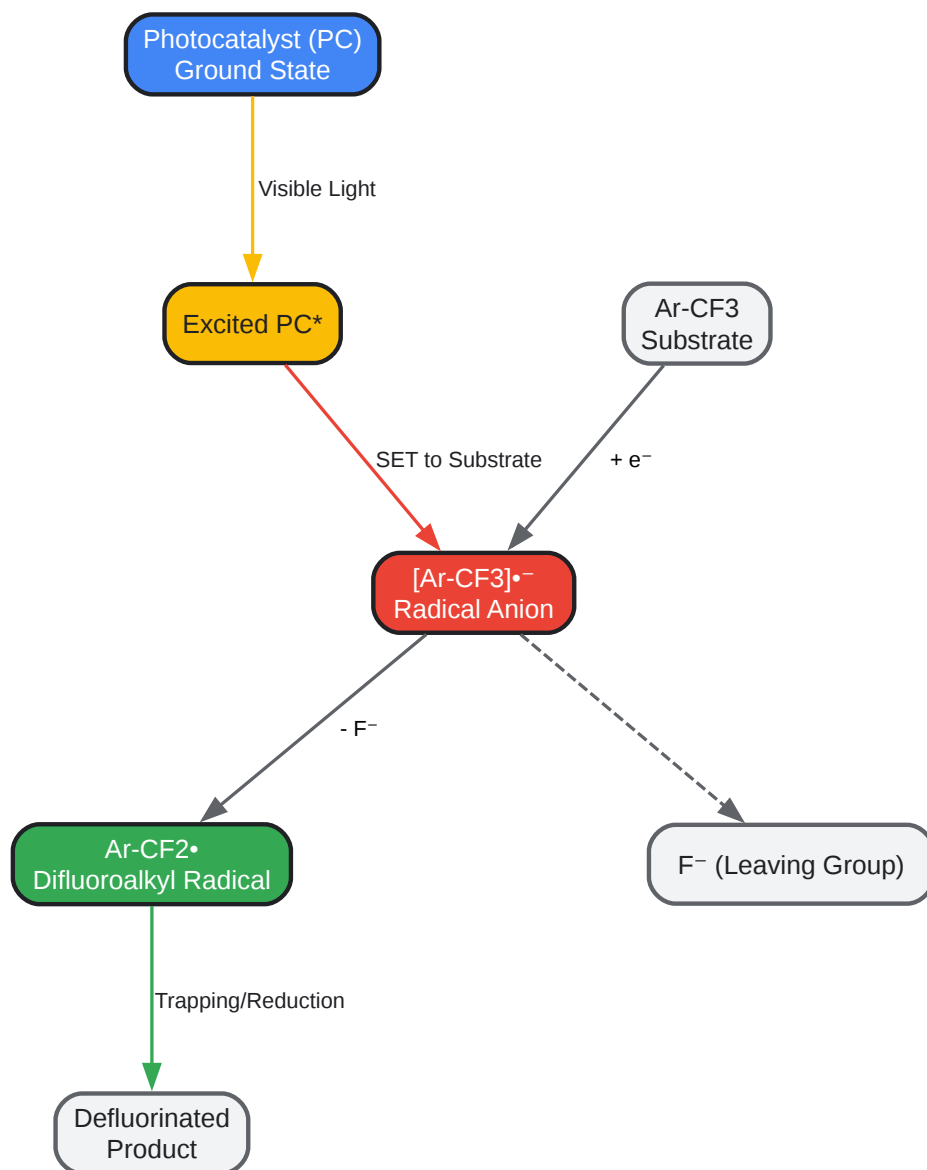 Photocatalyst (PC)
Ground State
Visible Light
Excited PC*
Ar-CF3
Substrate
SET to Substrate
+ e⁻
[Ar-CF3]•⁻
Radical Anion
- F⁻
Ar-CF2•
Difluoroalkyl Radical
F⁻ (Leaving Group)
Trapping/Reduction
Defluorinated
Product